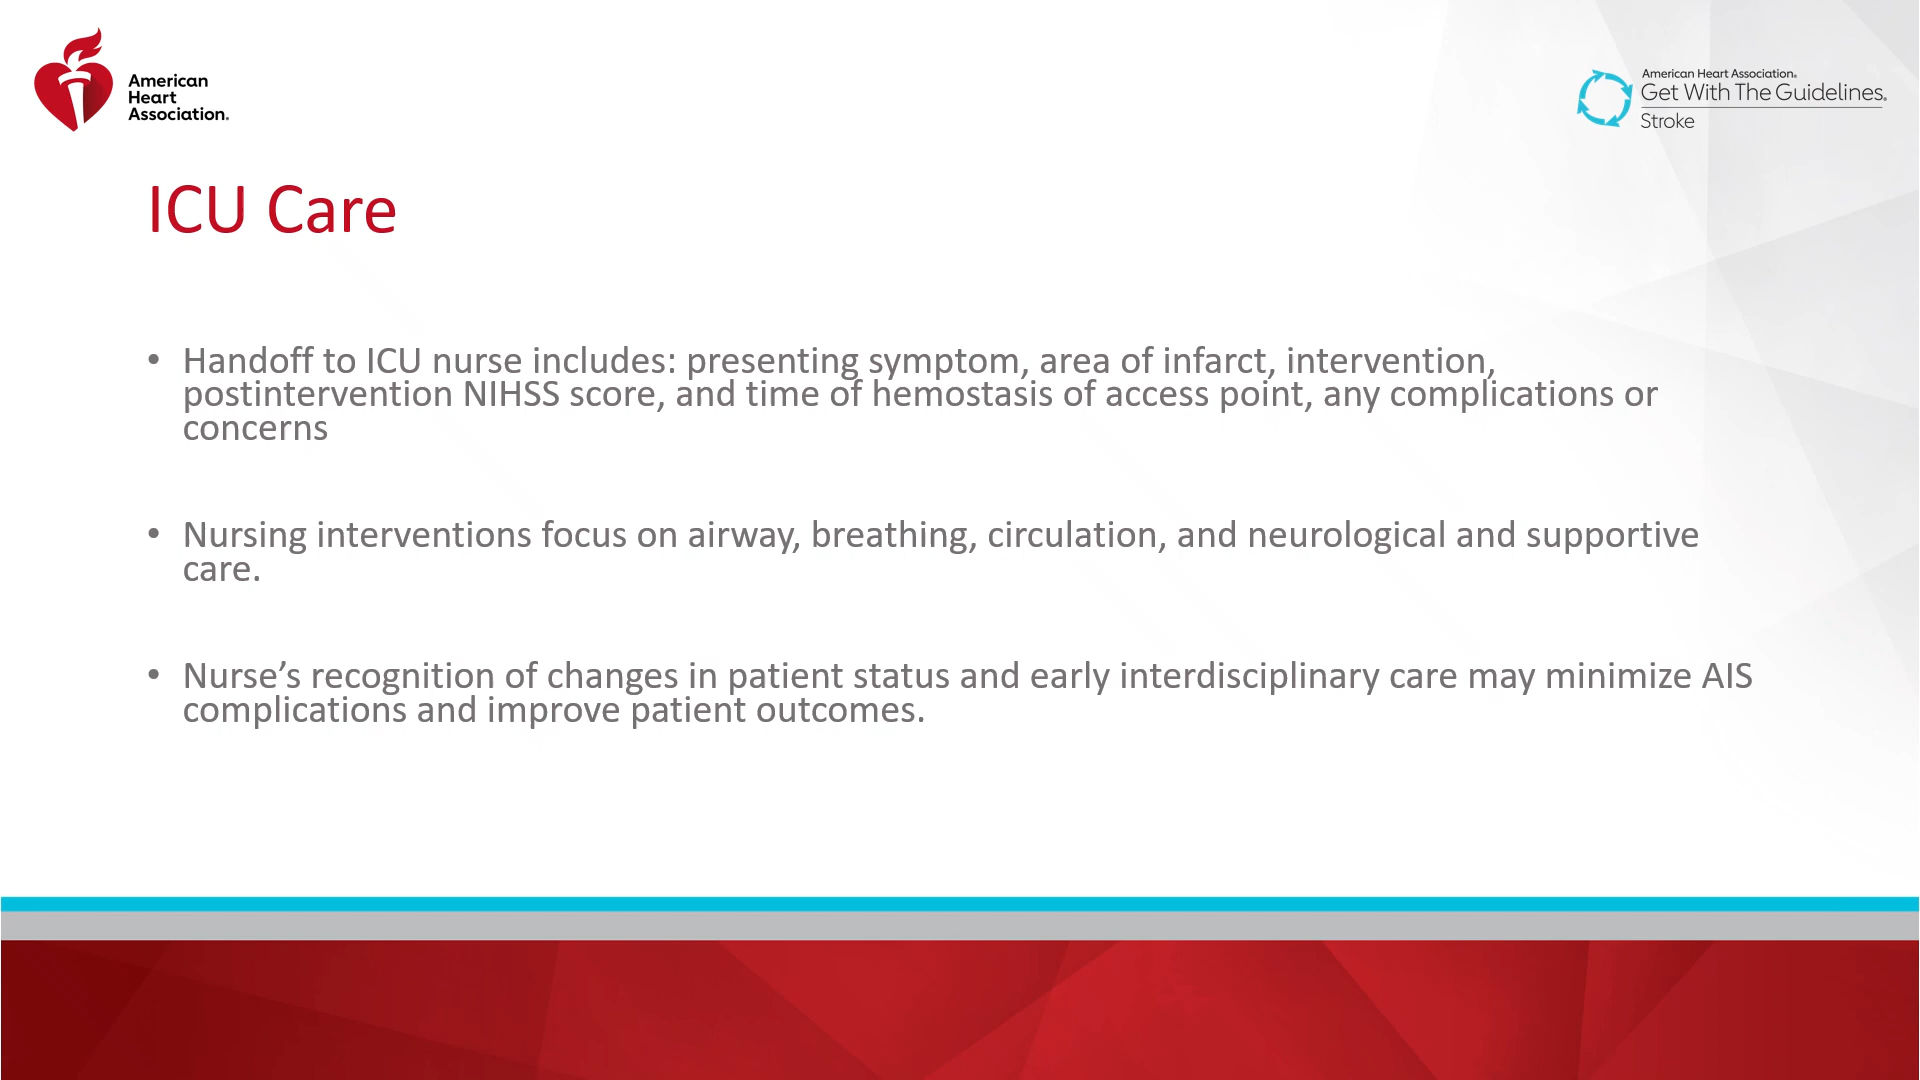 American
Heart
Association.
American Heart Association®
Get With The Guidelines®
Stroke
ICU Care
• Handoff to ICU nurse includes: presenting symptom, area of infarct, intervention,
postintervention NIHSS score, and time of hemostasis of access point, any complications or
concerns
• Nursing interventions focus on airway, breathing, circulation, and neurological and supportive
care.
• Nurse’s recognition of changes in patient status and early interdisciplinary care may minimize AIS
complications and improve patient outcomes.